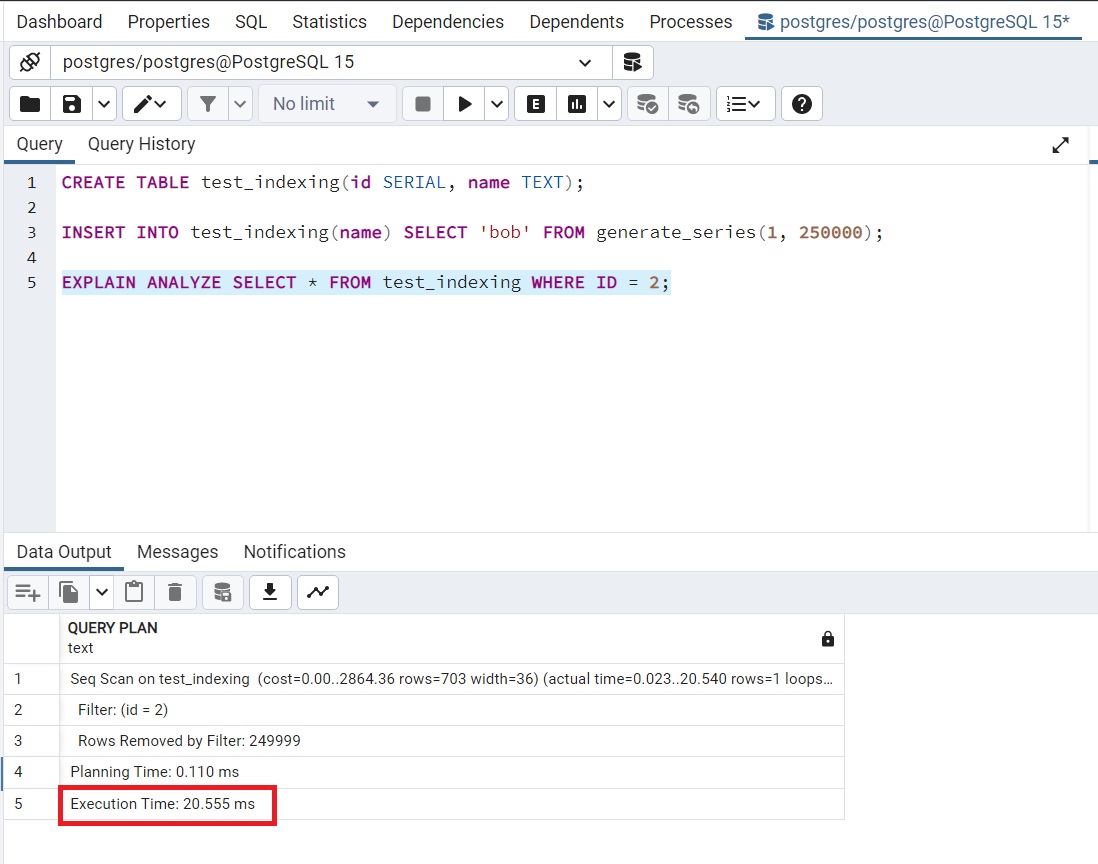 Dashboard Properties SQL Statistics Dependencies Dependents Processes postgres/postgres@PostgreSQL 15*
postgres/postgres@PostgreSQL 15
No limit E
Query Query History
1 CREATE TABLE test_indexing(id SERIAL, name TEXT);
2
3 INSERT INTO test_indexing(name) SELECT 'bob' FROM generate_series(1, 250000);
4
5 EXPLAIN ANALYZE SELECT * FROM test_indexing WHERE ID = 2;
Data Output Messages Notifications
QUERY PLAN
text
1 Seq Scan on test_indexing (cost=0.00..2864.36 rows=703 width=36) (actual time=0.023..20.540 rows=1 loops…
2 Filter: (id = 2)
3 Rows Removed by Filter: 249999
4 Planning Time: 0.110 ms
5 Execution Time: 20.555 ms